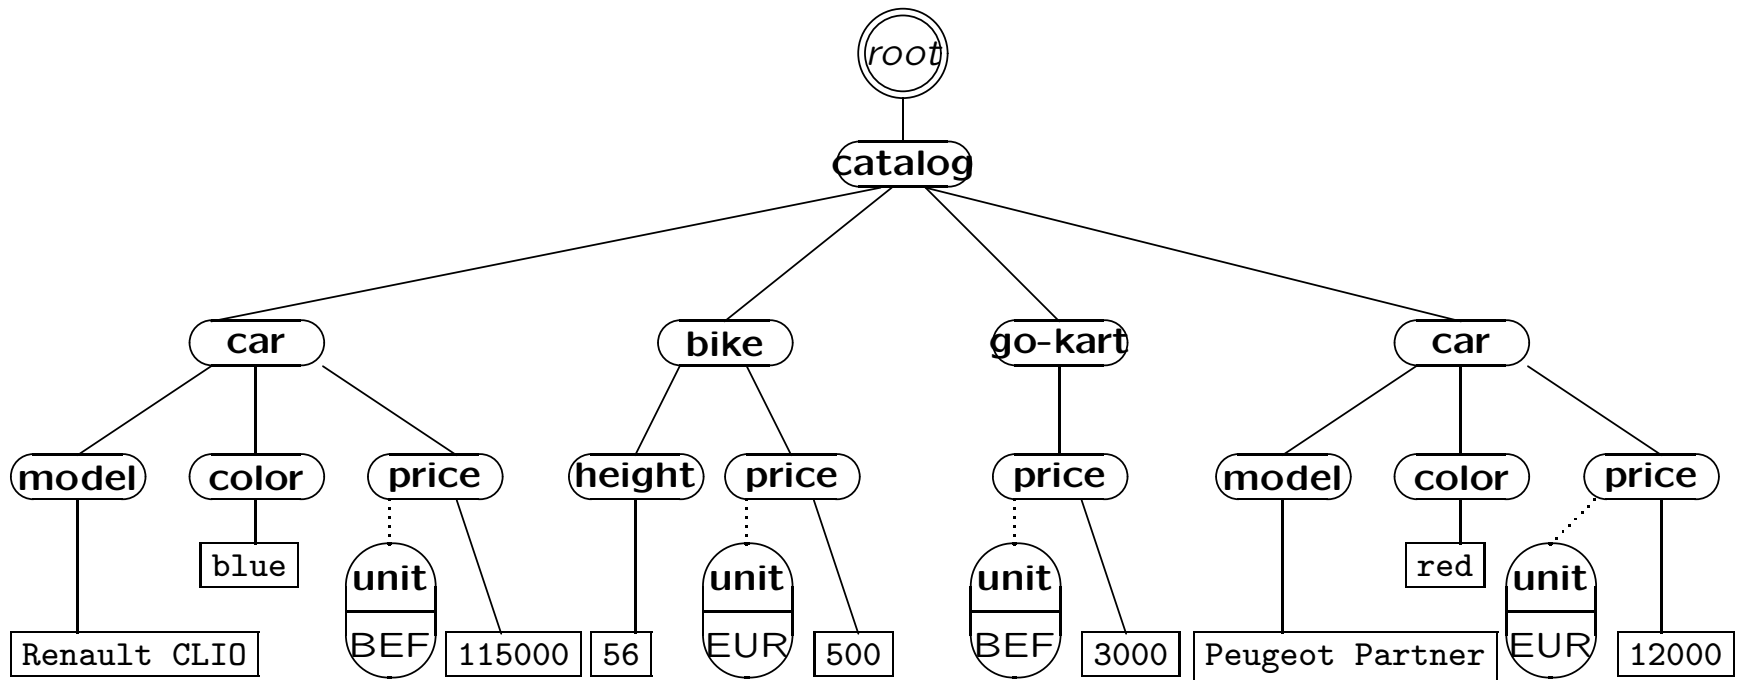 root
catalog
car bike go-kart car
model color price height price price model color price
blue unit unit unit red unit
Renault CLIO BEF 115000 56 EUR 500 BEF 3000 Peugeot Partner EUR 12000